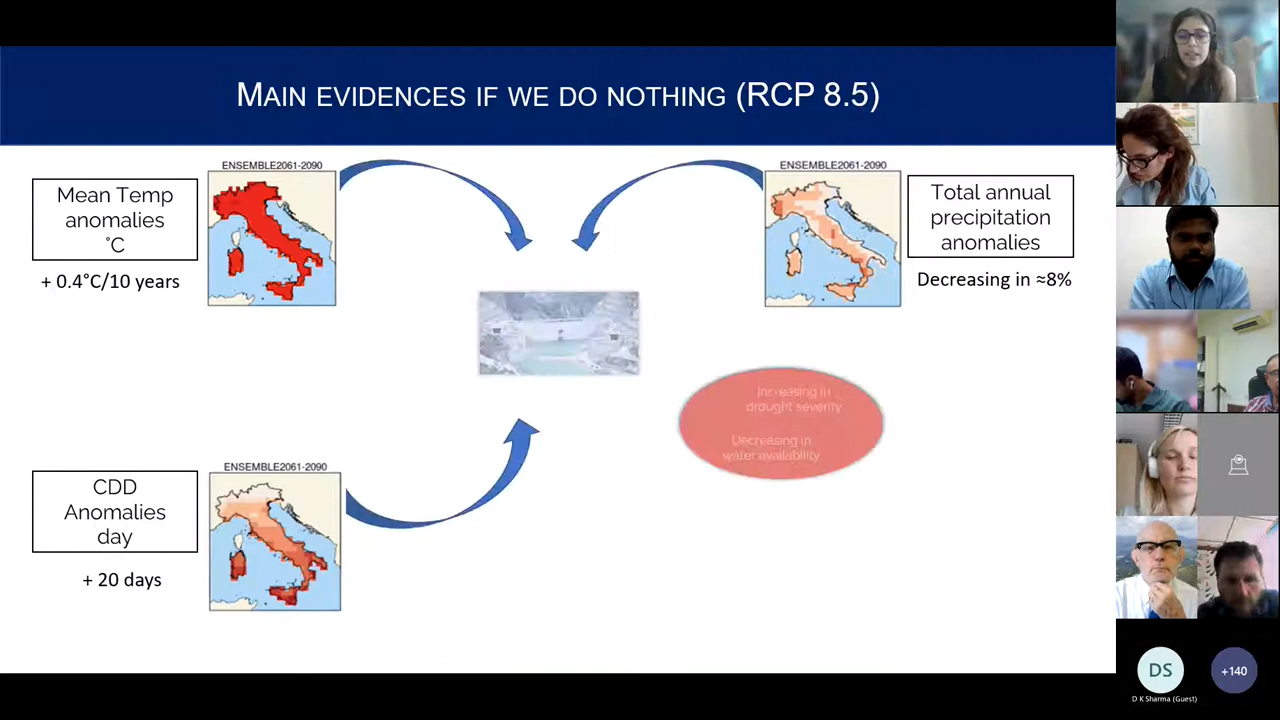 MAIN EVIDENCES IF WE DO NOTHING (RCP 8.5)
Mean Temp
anomalies
°C
+ 0.4°C/10 years
ENSEMBLE2061-2090
ENSEMBLE2061-2090
Total annual
precipitation
anomalies
Decreasing in ≈8%
Increasing in
drought severity
Decreasing in
water availability
CDD
Anomalies
day
+ 20 days
ENSEMBLE2061-2090
DS
D K Sharma (Guest)
+140